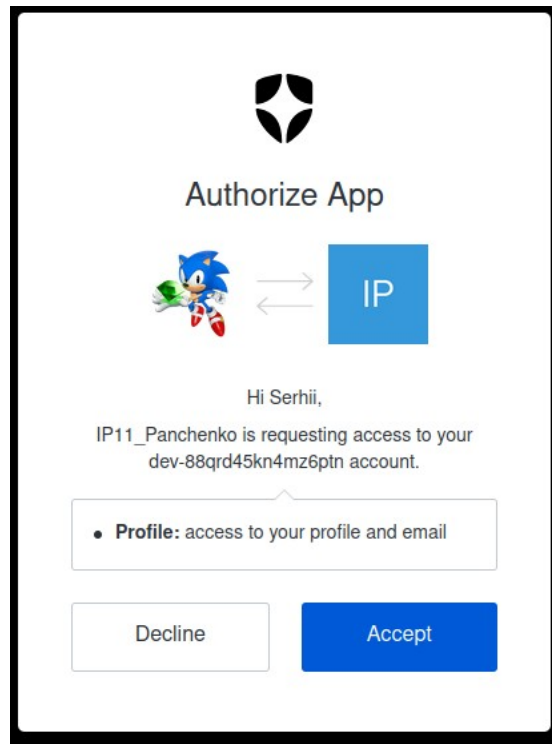 Authorize App
IP
Hi Serhii,
IP11_Panchenko is requesting access to your
dev-88qrd45kn4mz6ptn account.
• Profile: access to your profile and email
Decline
Accept